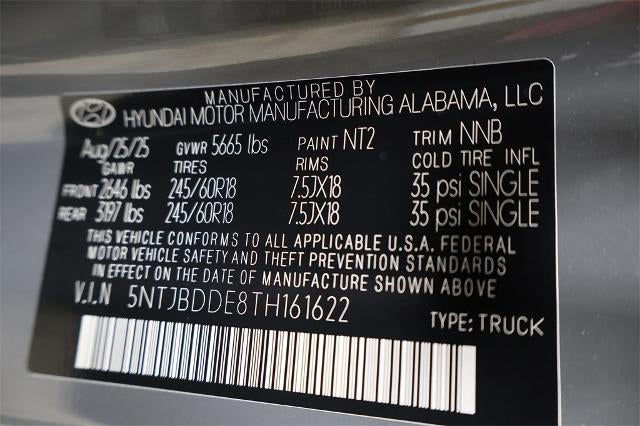 MANUFACTURED BY
HYUNDAI MOTOR MANUFACTURING ALABAMA, LLC
Aug/25/25 GVWR 5665 lbs PAINT NT2 TRIM NNB
GAWR TIRES RIMS COLD TIRE INFL
FRONT 2646 lbs 245/60R18 7.5JX18 35 psi SINGLE
REAR 3197 lbs 245/60R18 7.5JX18 35 psi SINGLE
THIS VEHICLE CONFORMS TO ALL APPLICABLE U.S.A. FEDERAL
MOTOR VEHICLE SAFETY AND THEFT PREVENTION STANDARDS
IN EFFECT ON THE DATE OF MANUFACTURE SHOWN ABOVE
V.I.N 5NTJBDDE8TH161622 TYPE: TRUCK